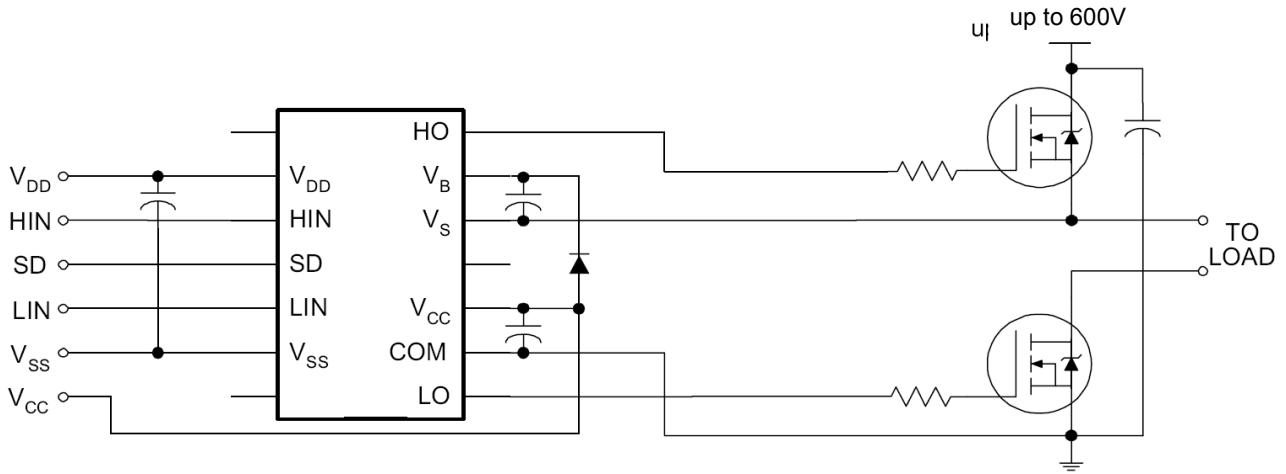 up to 600V
HO
V_DD
V_DD
V_B
HIN
HIN
V_S
TO
LOAD
SD
SD
LIN
LIN
V_CC
V_SS
V_SS
COM
V_CC
LO